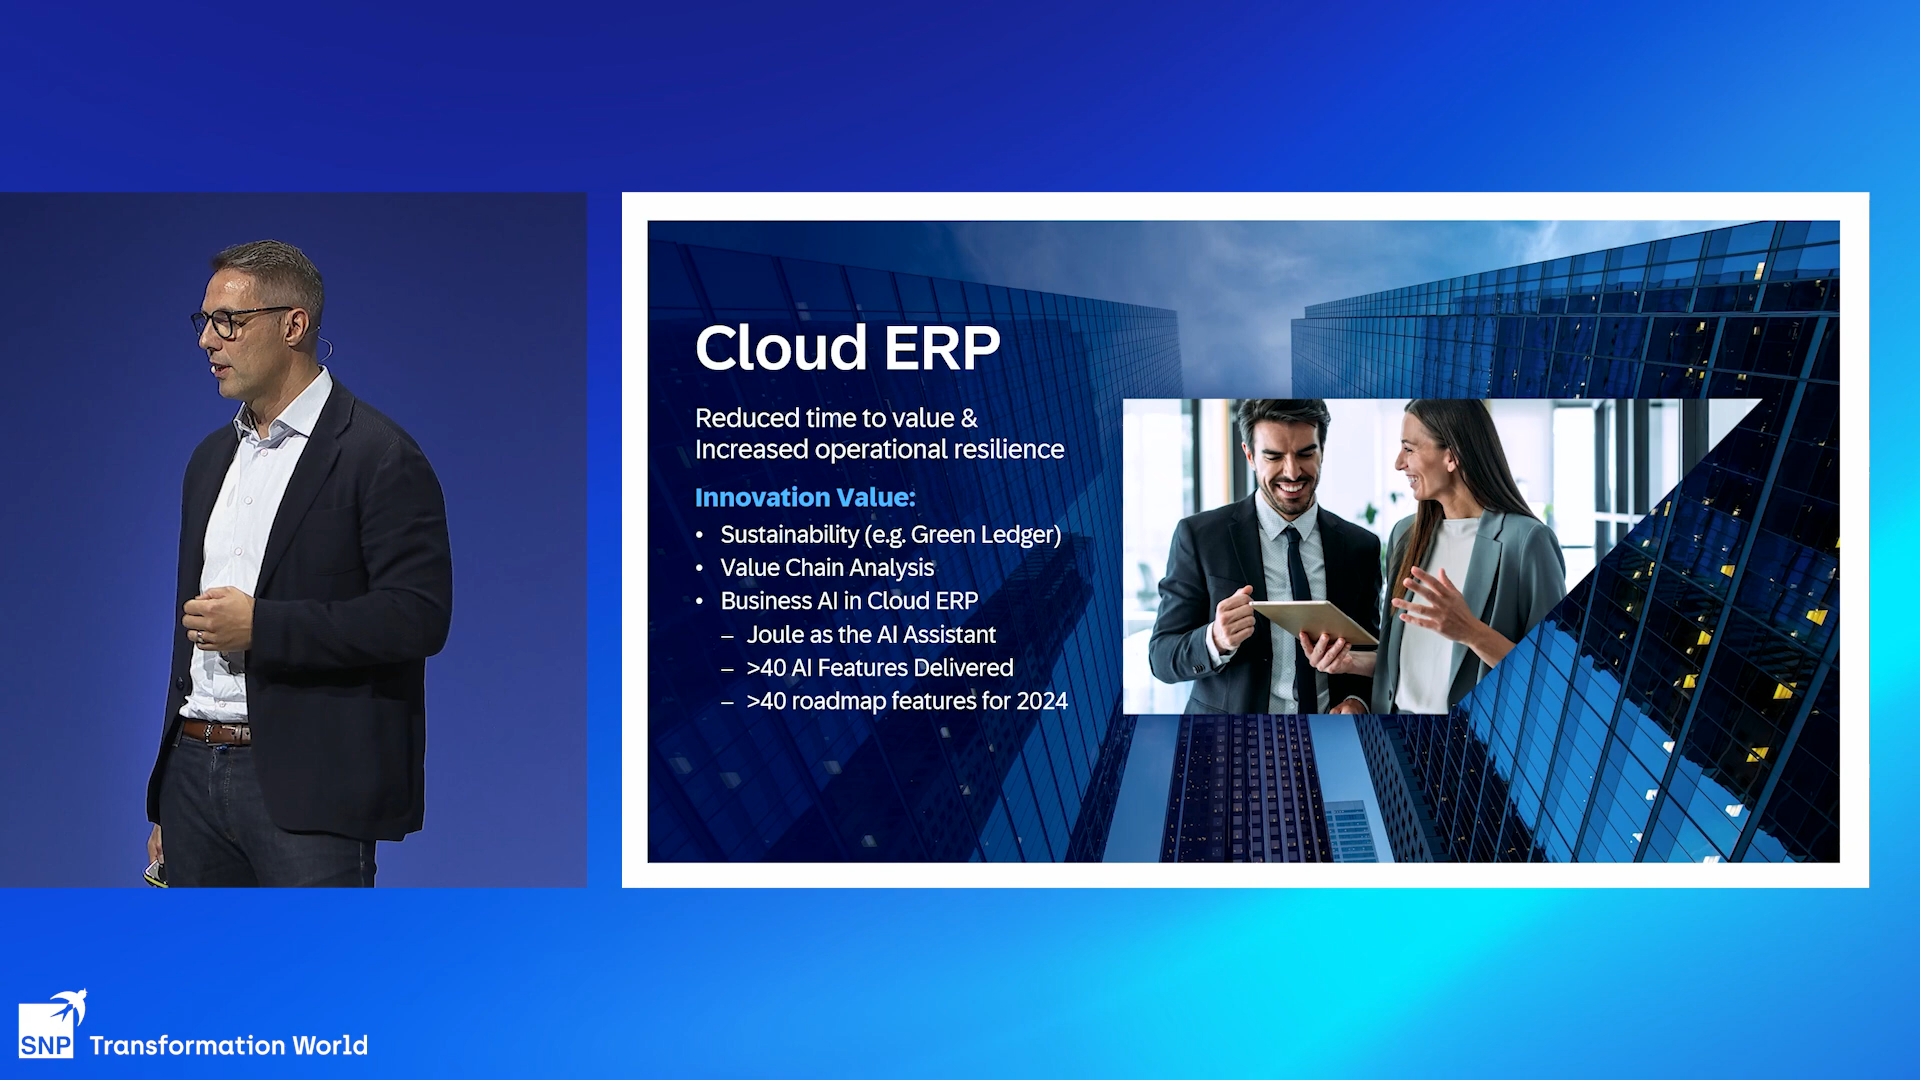 Cloud ERP
Reduced time to value &
Increased operational resilience
Innovation Value:
• Sustainability (e.g. Green Ledger)
• Value Chain Analysis
• Business AI in Cloud ERP
– Joule as the AI Assistant
– >40 AI Features Delivered
– >40 roadmap features for 2024
SNP Transformation World